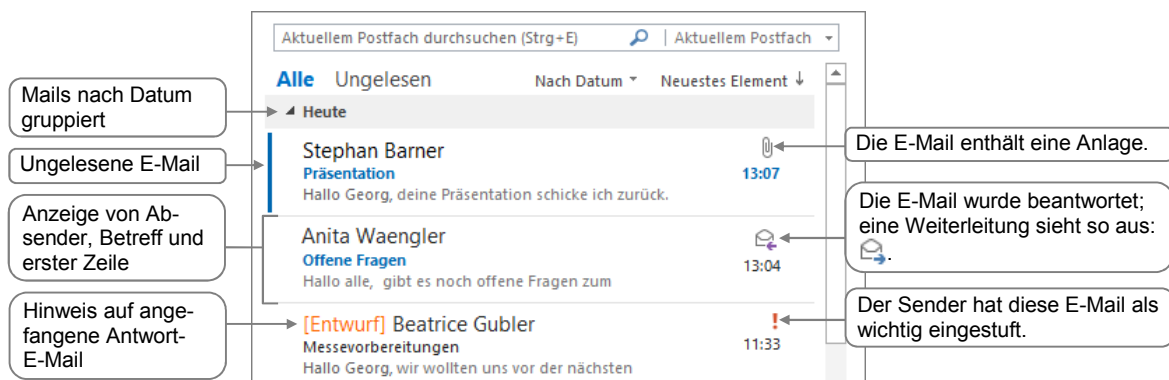 Aktuellem Postfach durchsuchen (Strg+E) | Aktuellem Postfach
Alle Ungelesen Nach Datum Neuestes Element ↓
Mails nach Datum
gruppiert
Heute
Ungelesene E-Mail
Stephan Barner
Präsentation 13:07
Hallo Georg, deine Präsentation schicke ich zurück.
Die E-Mail enthält eine Anlage.
Anzeige von Ab-
sender, Betreff und
erster Zeile
Anita Waengler
Offene Fragen 13:04
Hallo alle, gibt es noch offene Fragen zum
Die E-Mail wurde beantwortet;
eine Weiterleitung sieht so aus:
.
Hinweis auf ange-
fangene Antwort-
E-Mail
[Entwurf] Beatrice Gubler !
Messevorbereitungen 11:33
Hallo Georg, wir wollten uns vor der nächsten
Der Sender hat diese E-Mail als
wichtig eingestuft.